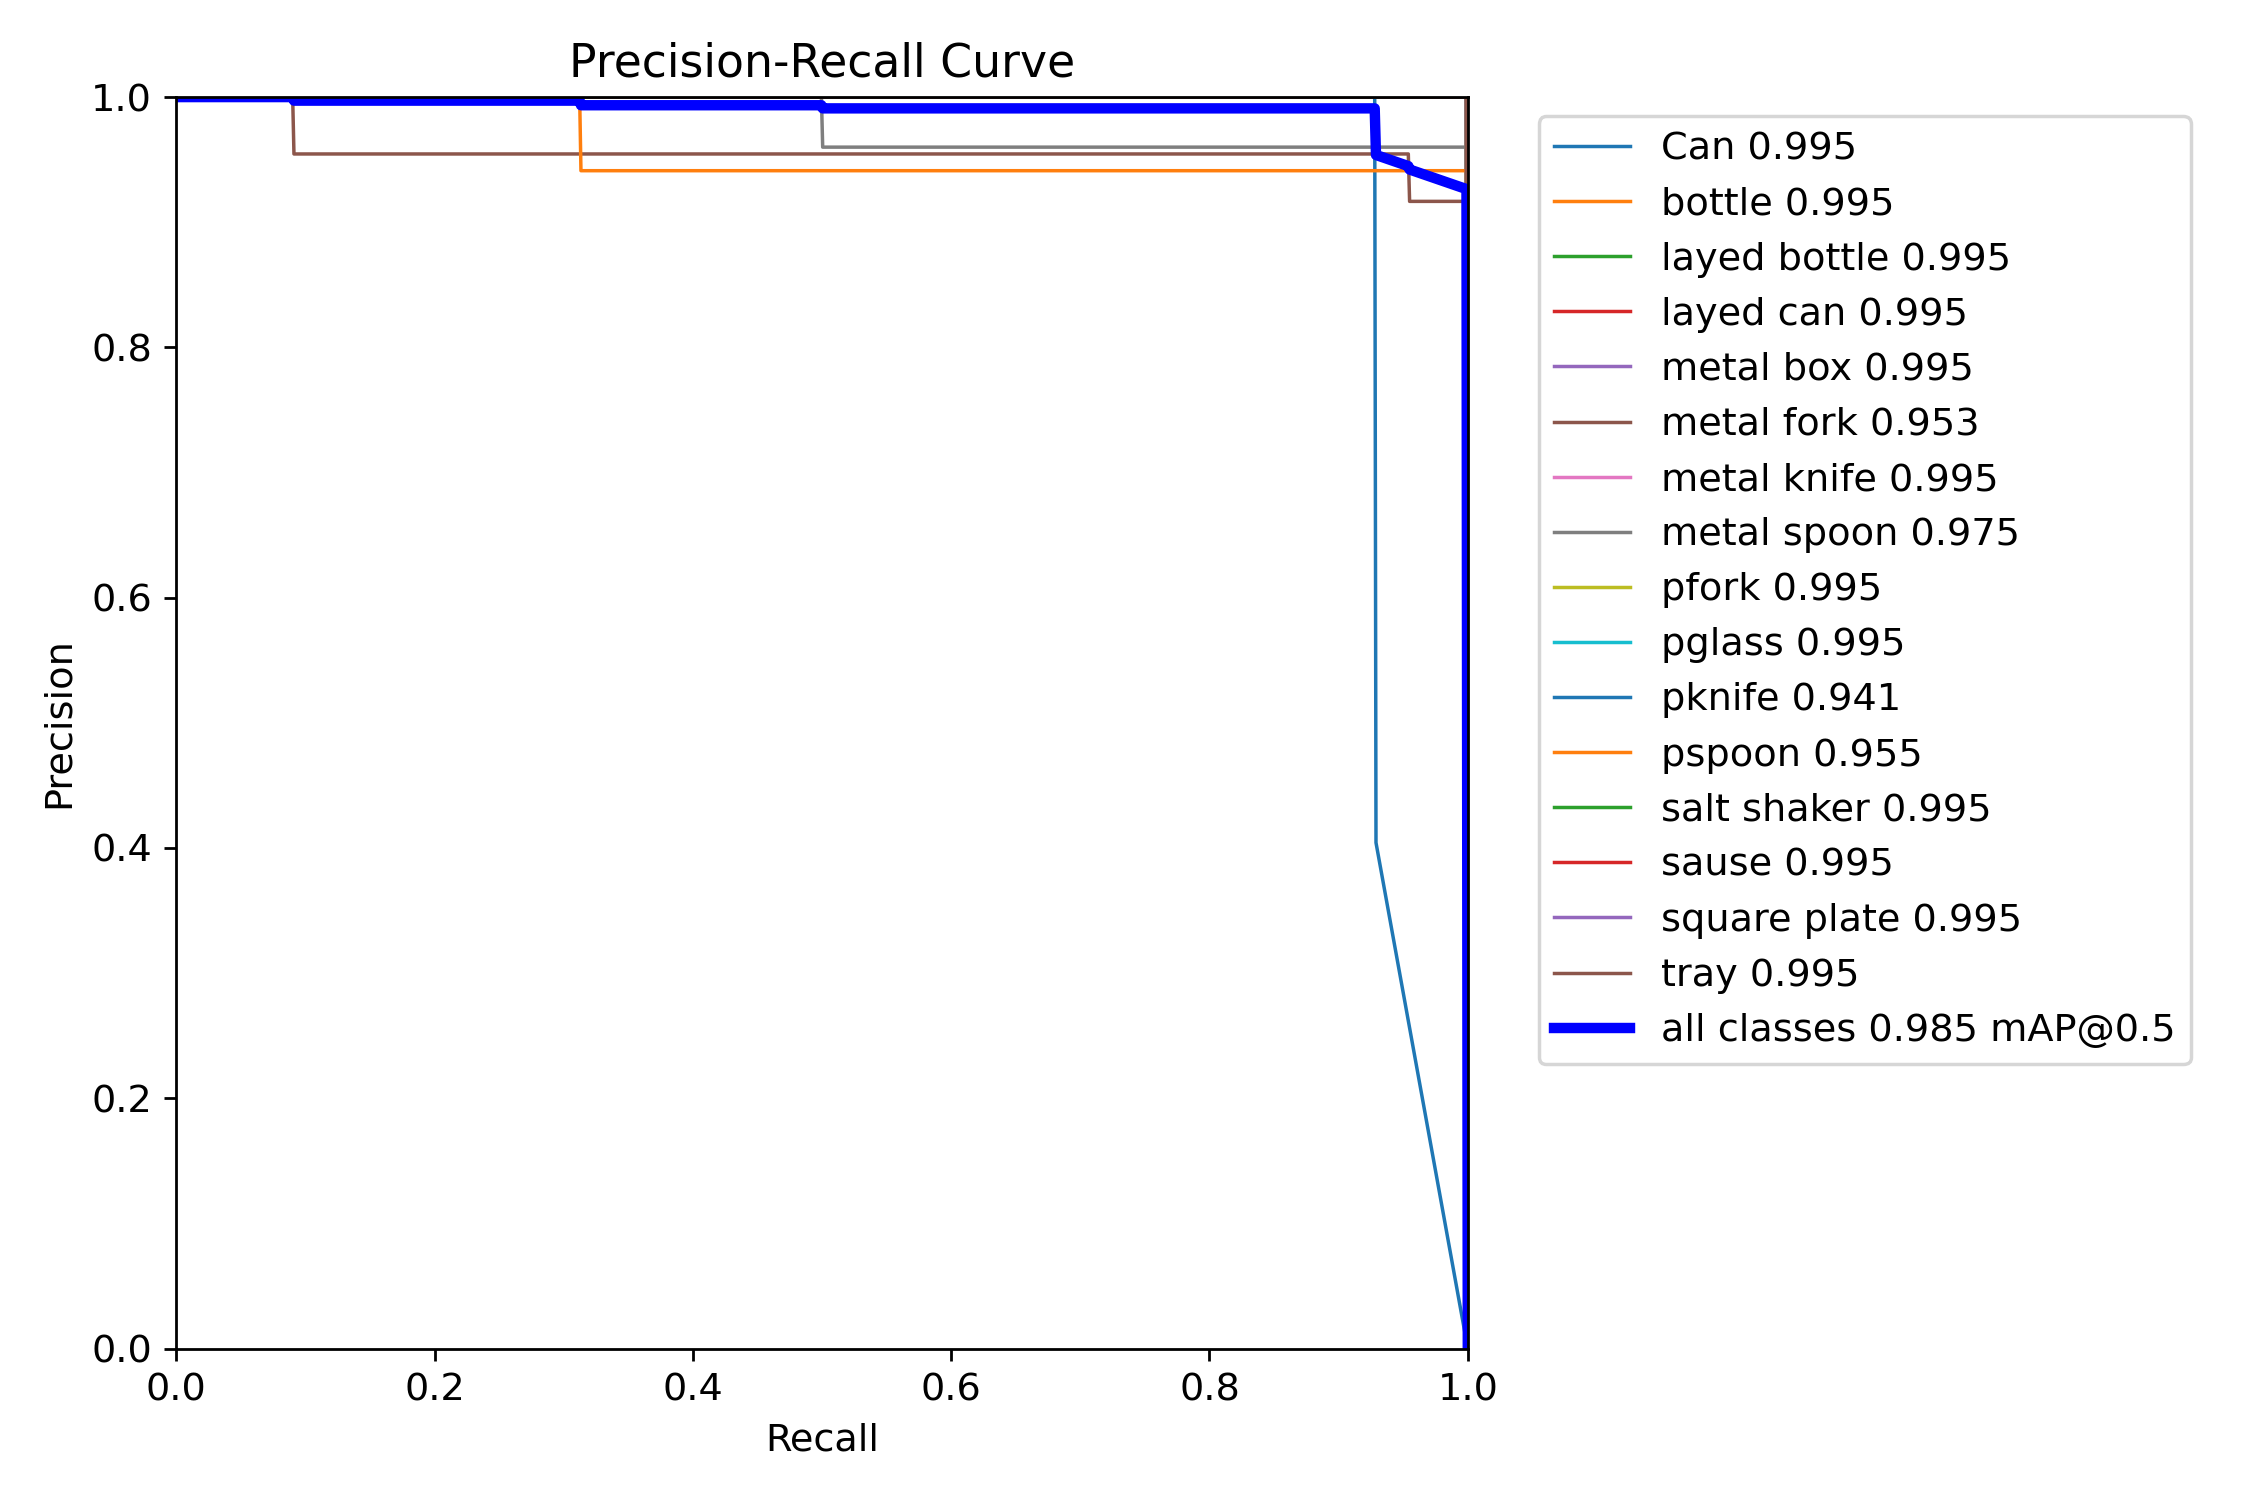 Precision-Recall Curve
1.0
0.8
0.6
0.4
0.2
0.0
Precision
0.0 0.2 0.4 0.6 0.8 1.0
Recall
Can 0.995
bottle 0.995
layed bottle 0.995
layed can 0.995
metal box 0.995
metal fork 0.953
metal knife 0.995
metal spoon 0.975
pfork 0.995
pglass 0.995
pknife 0.941
pspoon 0.955
salt shaker 0.995
sause 0.995
square plate 0.995
tray 0.995
all classes 0.985 mAP@0.5